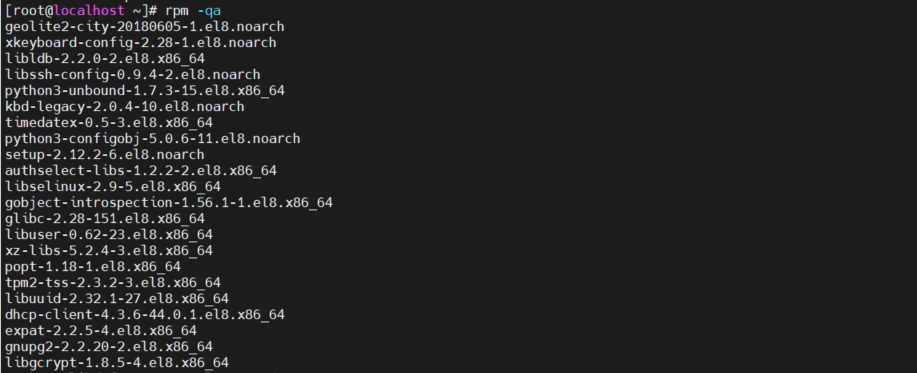 [root@localhost ~]# rpm -qa
geolite2-city-20180605-1.el8.noarch
xkeyboard-config-2.28-1.el8.noarch
libldb-2.2.0-2.el8.x86_64
libssh-config-0.9.4-2.el8.noarch
python3-unbound-1.7.3-15.el8.x86_64
kbd-legacy-2.0.4-10.el8.noarch
timedatex-0.5-3.el8.x86_64
python3-configobj-5.0.6-11.el8.noarch
setup-2.12.2-6.el8.noarch
authselect-libs-1.2.2-2.el8.x86_64
libselinux-2.9-5.el8.x86_64
gobject-introspection-1.56.1-1.el8.x86_64
glibc-2.28-151.el8.x86_64
libuser-0.62-23.el8.x86_64
xz-libs-5.2.4-3.el8.x86_64
popt-1.18-1.el8.x86_64
tpm2-tss-2.3.2-3.el8.x86_64
libuuid-2.32.1-27.el8.x86_64
dhcp-client-4.3.6-44.0.1.el8.x86_64
expat-2.2.5-4.el8.x86_64
gnupg2-2.2.20-2.el8.x86_64
libgcrypt-1.8.5-4.el8.x86_64